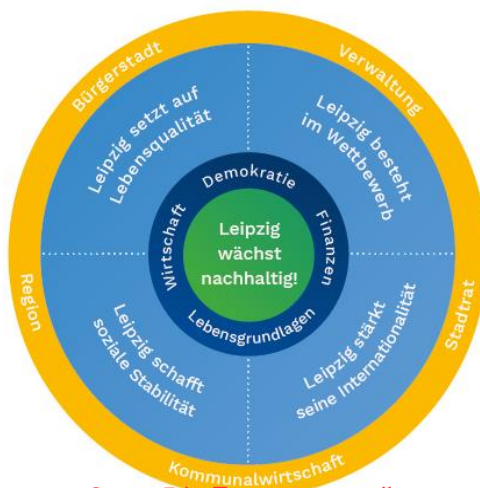 Bürgerstadt
Verwaltung
Leipzig setzt auf
Lebensqualität
Leipzig besteht
im Wettbewerb
Demokratie
Wirtschaft
Finanzen
Leipzig
wächst
nachhaltig!
Lebensgrundlagen
Region
Stadtrat
Leipzig schafft
soziale Stabilität
Leipzig stärkt
seine Internationalität
Kommunalwirtschaft